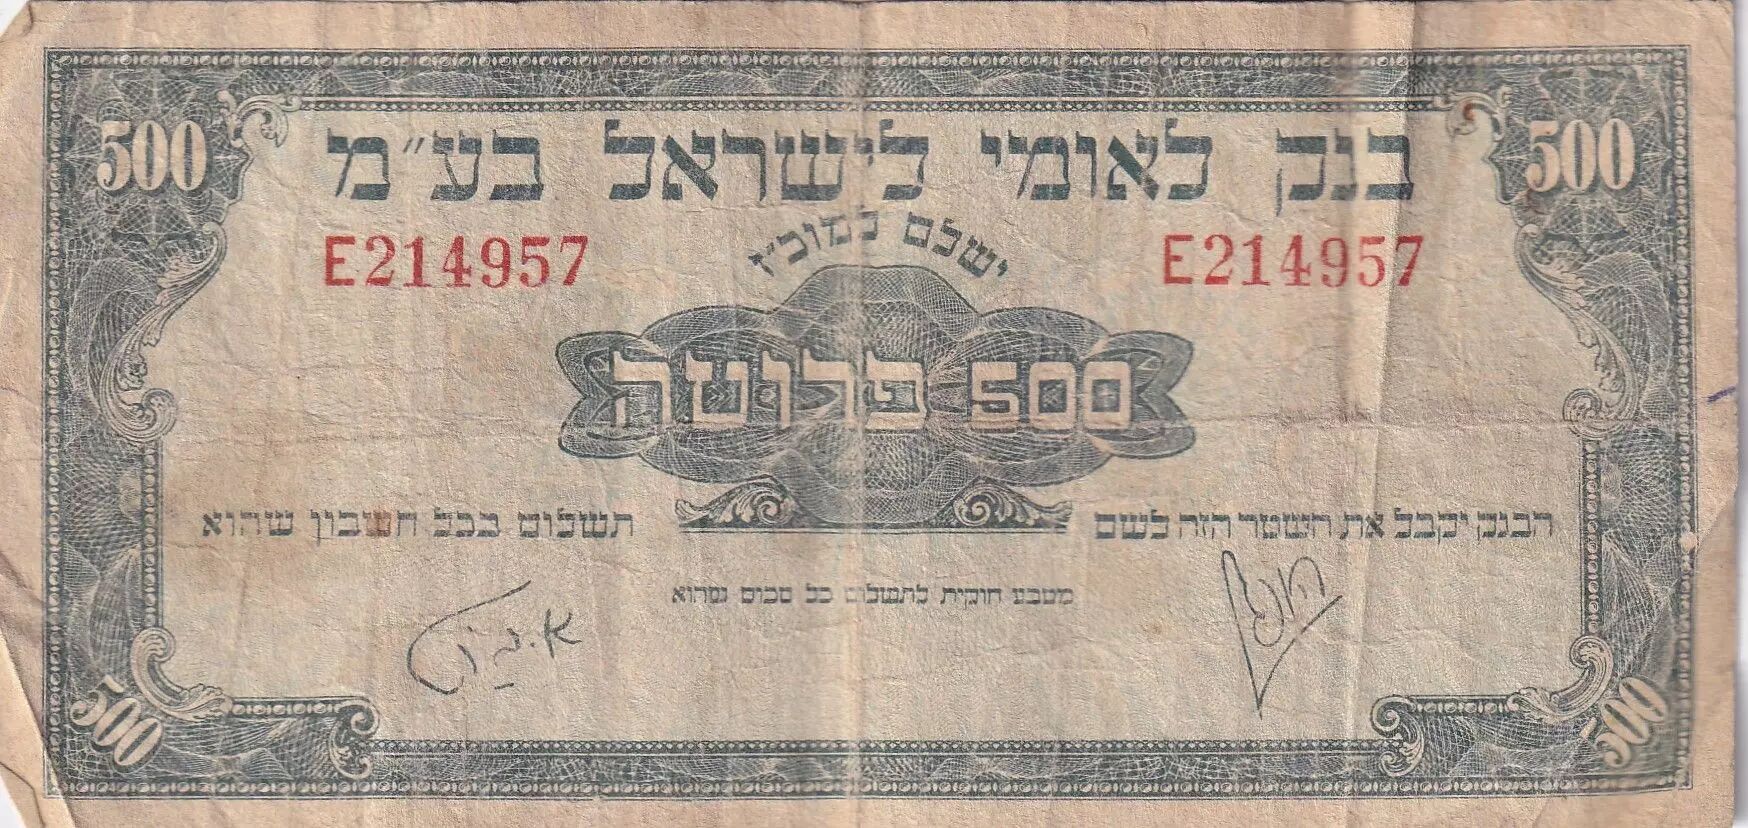 500 בנק לאומי לישראל בע״מ 500
E214957 ישלם למוכ״ז E214957
500 פרוטה
הבנק יקבל את השטר הזה לשם תשלום בכל חשבון שהוא
מטבע חוקית לתשלום כל סכום שהוא
500 500